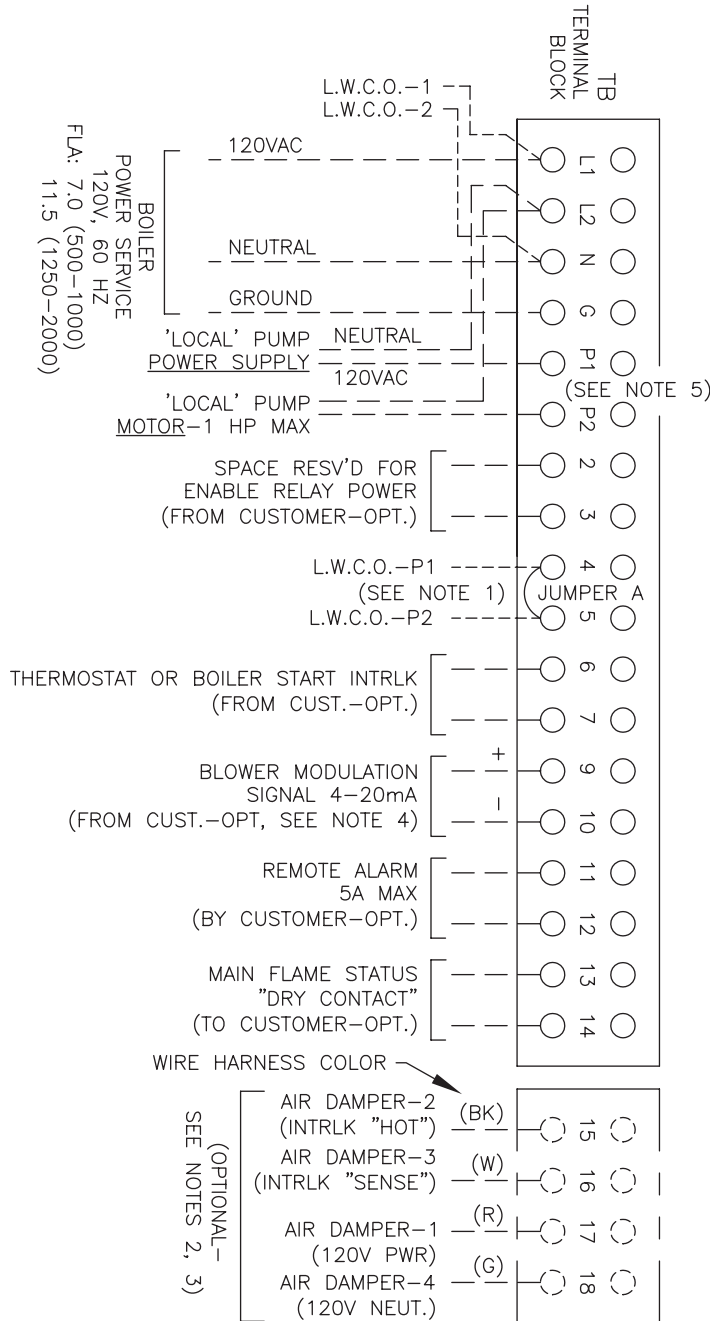 TB
TERMINAL
BLOCK
L.W.C.O.-1
L.W.C.O.-2
120VAC
L1
L2
NEUTRAL
N
GROUND
G
BOILER
POWER SERVICE
120V, 60 HZ
FLA: 7.0 (500-1000)
11.5 (1250-2000)
'LOCAL' PUMP
POWER SUPPLY
NEUTRAL
P1
120VAC
(SEE NOTE 5)
'LOCAL' PUMP
MOTOR-1 HP MAX
P2
SPACE RESV'D FOR
ENABLE RELAY POWER
(FROM CUSTOMER-OPT.)
2
3
L.W.C.O.-P1
4
(SEE NOTE 1)
JUMPER A
L.W.C.O.-P2
5
THERMOSTAT OR BOILER START INTRLK
(FROM CUST.-OPT.)
6
7
BLOWER MODULATION
SIGNAL 4-20mA
(FROM CUST.-OPT, SEE NOTE 4)
+
9
-
10
REMOTE ALARM
5A MAX
(BY CUSTOMER-OPT.)
11
12
MAIN FLAME STATUS
"DRY CONTACT"
(TO CUSTOMER-OPT.)
13
14
WIRE HARNESS COLOR
(OPTIONAL-
SEE NOTES 2, 3)
AIR DAMPER-2
(INTRLK "HOT")
(BK)
15
AIR DAMPER-3
(INTRLK "SENSE")
(W)
16
AIR DAMPER-1
(120V PWR)
(R)
17
AIR DAMPER-4
(120V NEUT.)
(G)
18